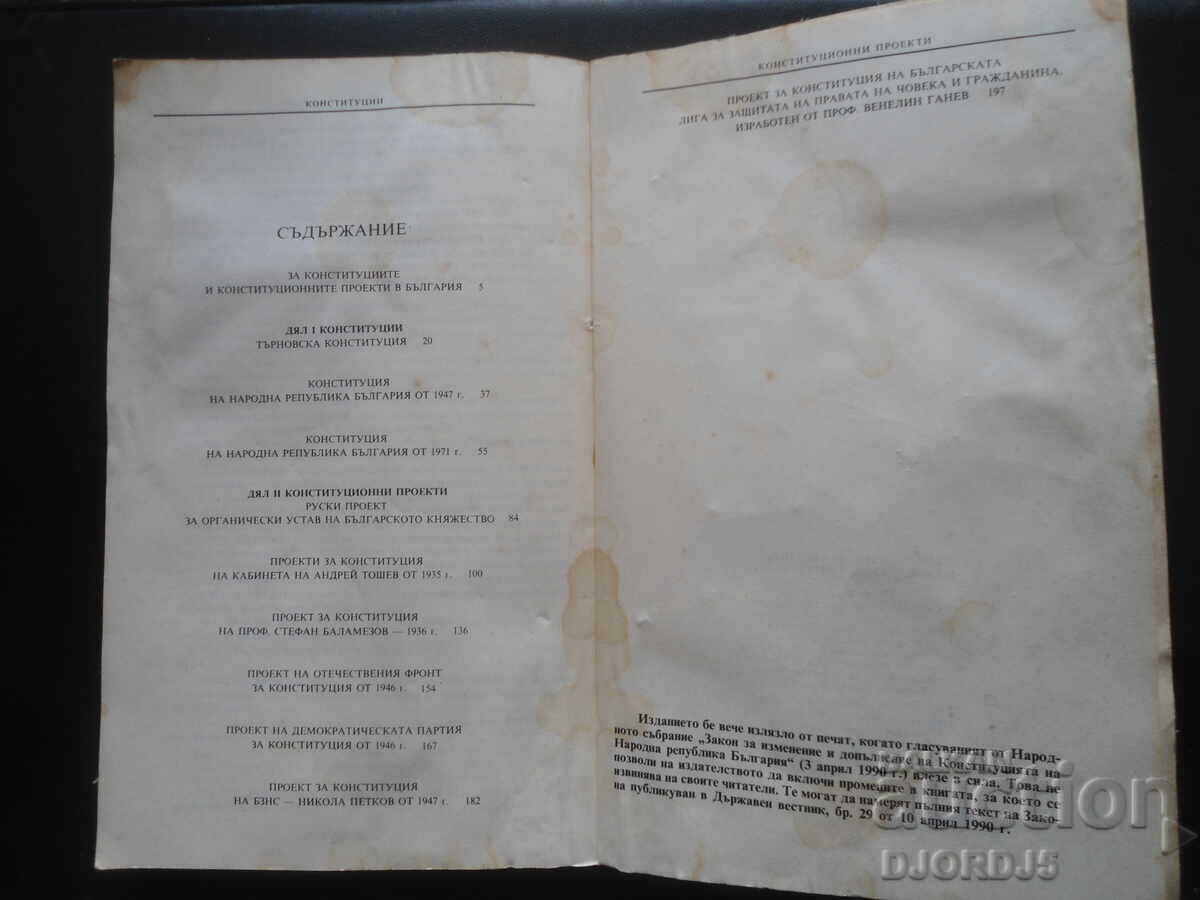 КОНСТИТУЦИИ
СЪДЪРЖАНИЕ
ЗА КОНСТИТУЦИИТЕ
И КОНСТИТУЦИОННИТЕ ПРОЕКТИ В БЪЛГАРИЯ 5
ДЯЛ I КОНСТИТУЦИИ
ТЪРНОВСКА КОНСТИТУЦИЯ 20
КОНСТИТУЦИЯ
НА НАРОДНА РЕПУБЛИКА БЪЛГАРИЯ ОТ 1947 г. 37
КОНСТИТУЦИЯ
НА НАРОДНА РЕПУБЛИКА БЪЛГАРИЯ ОТ 1971 г. 55
ДЯЛ II КОНСТИТУЦИОННИ ПРОЕКТИ
РУСКИ ПРОЕКТ
ЗА ОРГАНИЧЕСКИ УСТАВ НА БЪЛГАРСКОТО КНЯЖЕСТВО 84
ПРОЕКТИ ЗА КОНСТИТУЦИЯ
НА КАБИНЕТА НА АНДРЕЙ ТОШЕВ ОТ 1935 г. 100
ПРОЕКТ ЗА КОНСТИТУЦИЯ
НА ПРОФ. СТЕФАН БАЛАМЕЗОВ — 1936 г. 136
ПРОЕКТ НА ОТЕЧЕСТВЕНИЯ ФРОНТ
ЗА КОНСТИТУЦИЯ ОТ 1946 г. 154
ПРОЕКТ НА ДЕМОКРАТИЧЕСКАТА ПАРТИЯ
ЗА КОНСТИТУЦИЯ ОТ 1946 г. 167
ПРОЕКТ ЗА КОНСТИТУЦИЯ
НА БЗНС — НИКОЛА ПЕТКОВ ОТ 1947 г. 182
КОНСТИТУЦИОННИ ПРОЕКТИ
ПРОЕКТ ЗА КОНСТИТУЦИЯ НА БЪЛГАРСКАТА
ЛИГА ЗА ЗАЩИТАТА НА ПРАВАТА НА ЧОВЕКА И ГРАЖДАНИНА,
ИЗРАБОТЕН ОТ ПРОФ. ВЕНЕЛИН ГАНЕВ 197
Изданието бе вече излязло от печат, когато гласуваният от Народ-
ното събрание „Закон за изменение и допълнение на Конституцията на
Народна република България“ (3 април 1990 г.) влезе в сила. Това не
позволи на издателството да включи промените в книгата, за което се
извинява на своите читатели. Те могат да намерят пълния текст на Зако-
на публикуван в Държавен вестник, бр. 29 от 10 април 1990 г.
BALKAN
auction
DJORDJ5